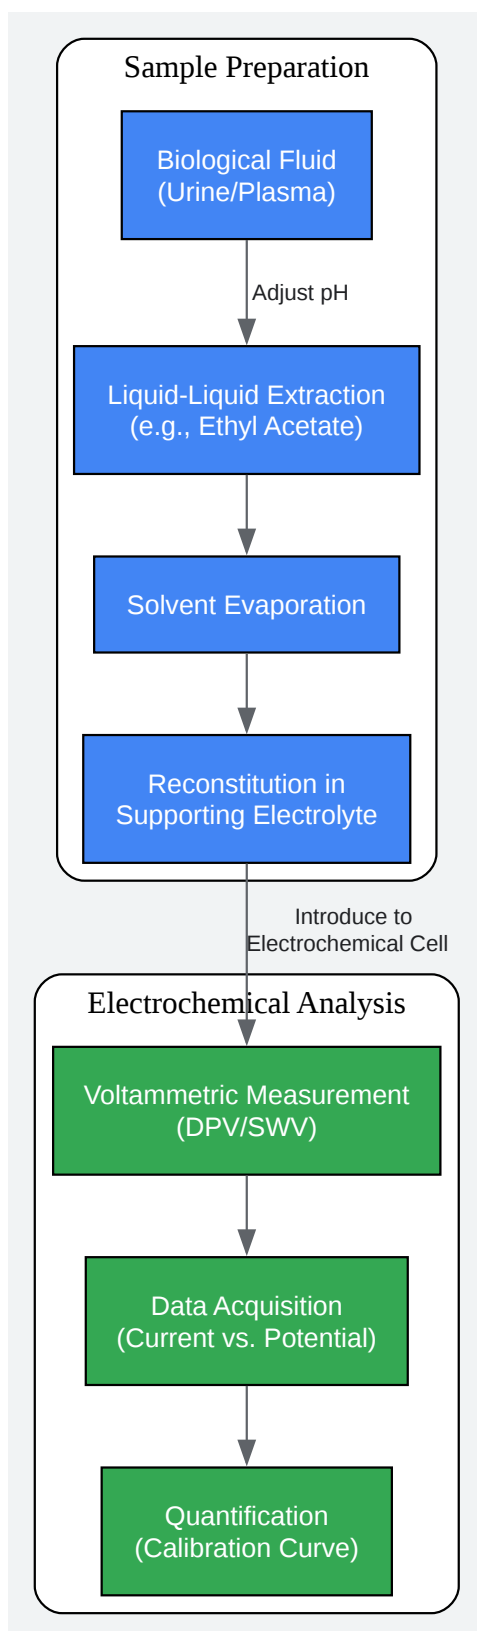 Sample Preparation
Biological Fluid
(Urine/Plasma)
Adjust pH
Liquid-Liquid Extraction
(e.g., Ethyl Acetate)
Solvent Evaporation
Reconstitution in
Supporting Electrolyte
Introduce to
Electrochemical Cell
Electrochemical Analysis
Voltammetric Measurement
(DPV/SWV)
Data Acquisition
(Current vs. Potential)
Quantification
(Calibration Curve)